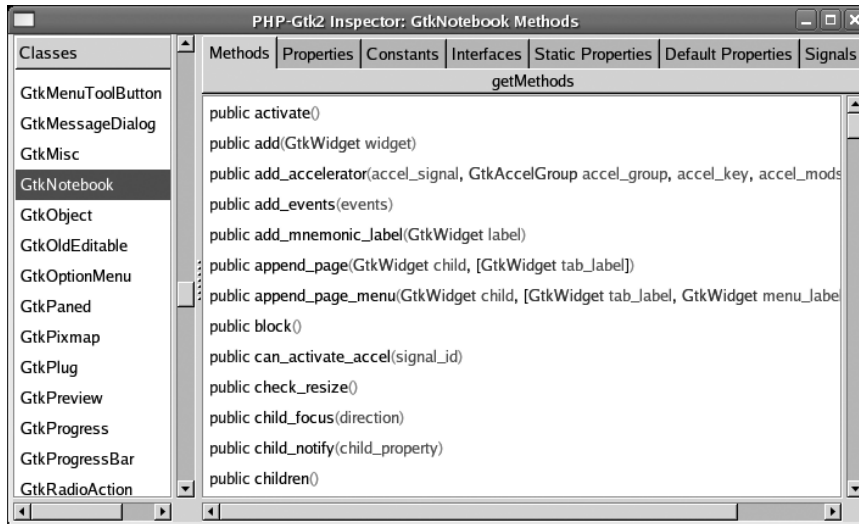 PHP-Gtk2 Inspector: GtkNotebook Methods
Classes
GtkMenuToolButton
GtkMessageDialog
GtkMisc
GtkNotebook
GtkObject
GtkOldEditable
GtkOptionMenu
GtkPaned
GtkPixmap
GtkPlug
GtkPreview
GtkProgress
GtkProgressBar
GtkRadioAction
Methods Properties Constants Interfaces Static Properties Default Properties Signals
getMethods
public activate()
public add(GtkWidget widget)
public add_accelerator(accel_signal, GtkAccelGroup accel_group, accel_key, accel_mods
public add_events(events)
public add_mnemonic_label(GtkWidget label)
public append_page(GtkWidget child, [GtkWidget tab_label])
public append_page_menu(GtkWidget child, [GtkWidget tab_label, GtkWidget menu_label
public block()
public can_activate_accel(signal_id)
public check_resize()
public child_focus(direction)
public child_notify(child_property)
public children()